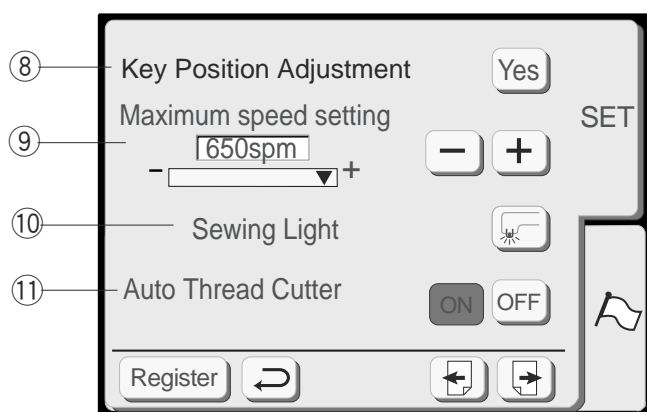 ⑧ Key Position Adjustment Yes
Maximum speed setting
SET
⑨ 650spm
- + − +
⑩ Sewing Light
⑪ Auto Thread Cutter ON OFF
Register